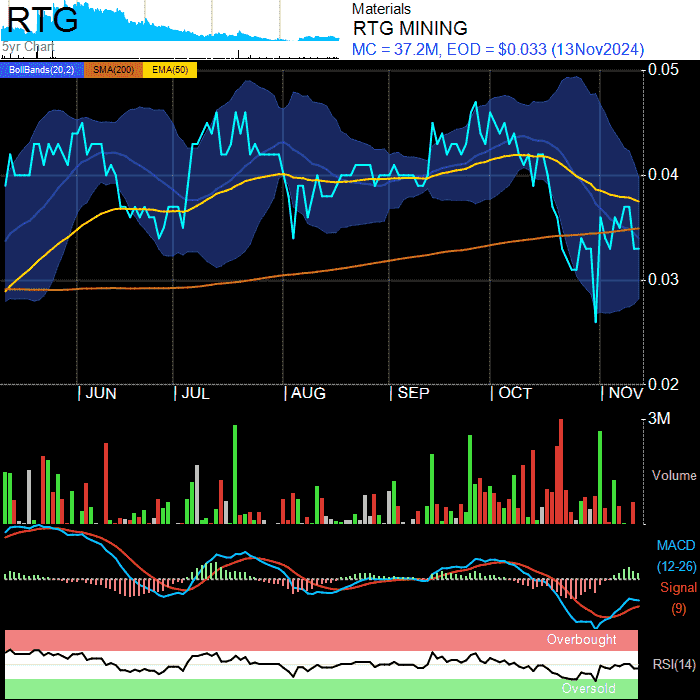 RTG
5yr Chart
Materials
RTG MINING
MC = 37.2M, EOD = $0.033 (13Nov2024)
BollBands(20,2) SMA(200) EMA(50)
0.05
0.04
0.03
0.02
JUN JUL AUG SEP OCT NOV
3M
Volume
MACD
(12-26)
Signal
(9)
Overbought
RSI(14)
Oversold